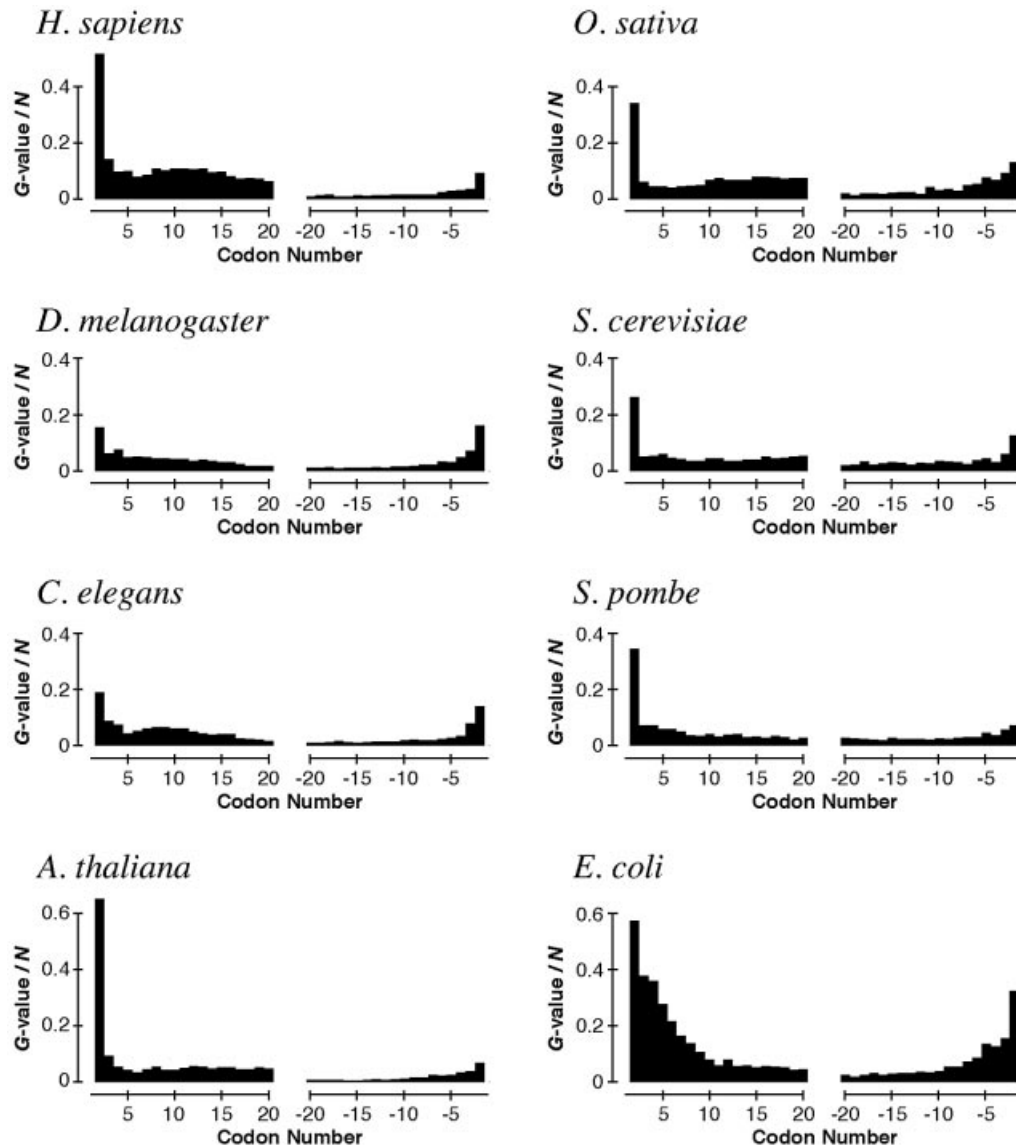 H. sapiens
G-value / N
0.4
0.2
0
5 10 15 20 -20 -15 -10 -5
Codon Number
O. sativa
G-value / N
0.4
0.2
0
5 10 15 20 -20 -15 -10 -5
Codon Number
D. melanogaster
G-value / N
0.4
0.2
0
5 10 15 20 -20 -15 -10 -5
Codon Number
S. cerevisiae
G-value / N
0.4
0.2
0
5 10 15 20 -20 -15 -10 -5
Codon Number
C. elegans
G-value / N
0.4
0.2
0
5 10 15 20 -20 -15 -10 -5
Codon Number
S. pombe
G-value / N
0.4
0.2
0
5 10 15 20 -20 -15 -10 -5
Codon Number
A. thaliana
G-value / N
0.6
0.4
0.2
0
5 10 15 20 -20 -15 -10 -5
Codon Number
E. coli
G-value / N
0.6
0.4
0.2
0
5 10 15 20 -20 -15 -10 -5
Codon Number